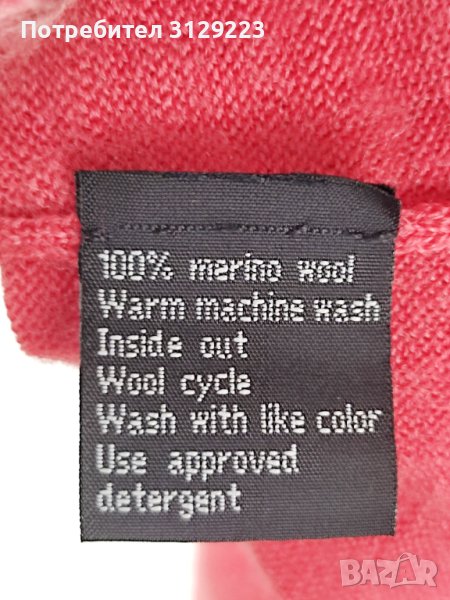 Потребител 3129223
100% merino wool
Warm machine wash
Inside out
Wool cycle
Wash with like color
Use approved
detergent
BAZAR